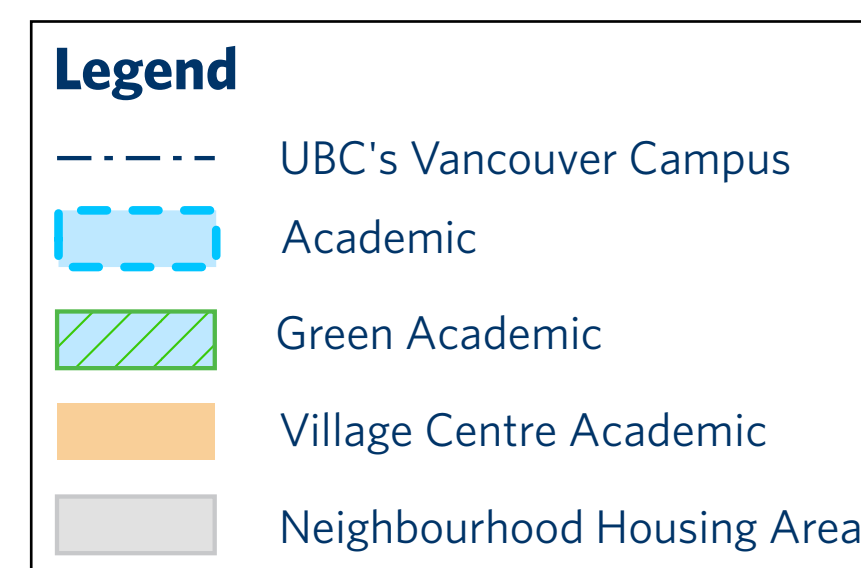 Legend
UBC's Vancouver Campus
Academic
Green Academic
Village Centre Academic
Neighbourhood Housing Area